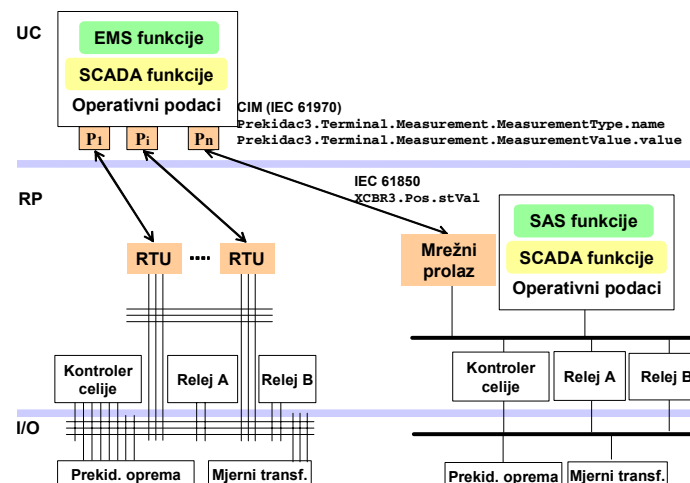 UC
EMS funkcije
SCADA funkcije
Operativni podaci
P1
Pi
Pn
CIM (IEC 61970)
Prekidac3.Terminal.Measurement.MeasurementType.name
Prekidac3.Terminal.Measurement.MeasurementValue.value
RP
IEC 61850
XCBR3.Pos.stVal
RTU
RTU
Mrežni
prolaz
SAS funkcije
SCADA funkcije
Operativni podaci
Kontroler
celije
Relej A
Relej B
Kontroler
celije
Relej A
Relej B
I/O
Prekid. oprema
Mjerni transf.
Prekid. oprema
Mjerni transf.